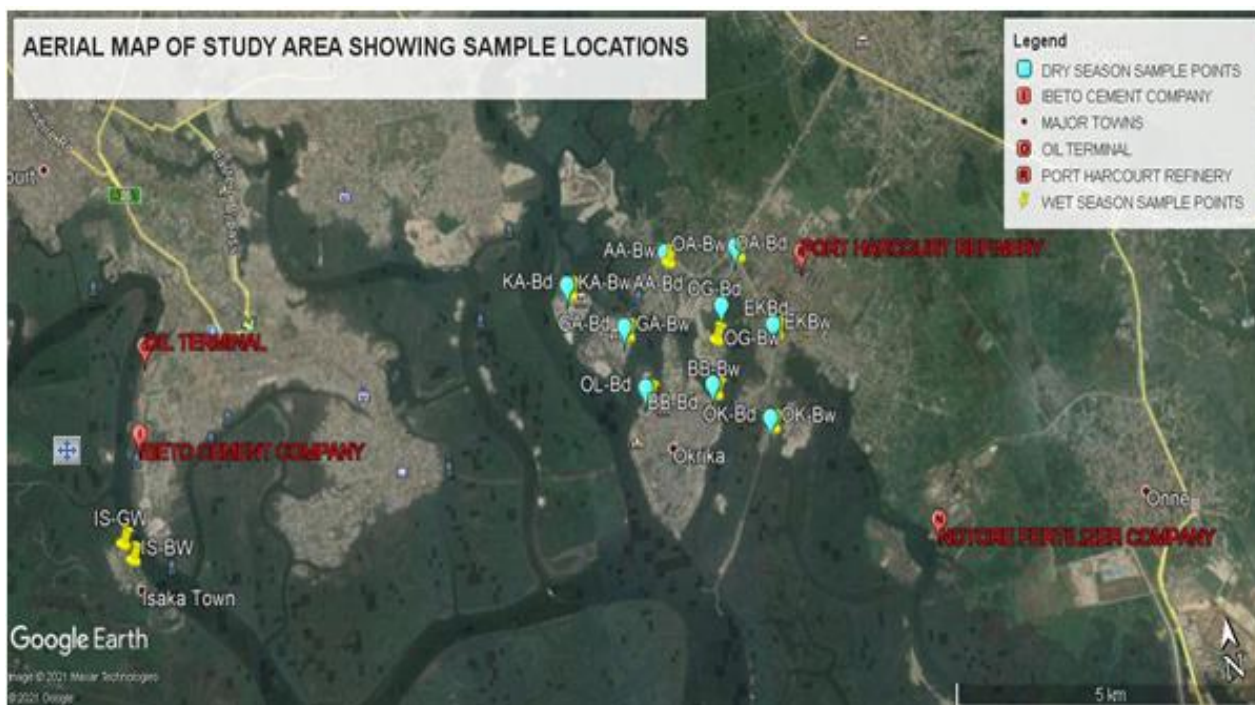 AERIAL MAP OF STUDY AREA SHOWING SAMPLE LOCATIONS
Legend
DRY SEASON SAMPLE POINTS
IBETO CEMENT COMPANY
MAJOR TOWNS
OIL TERMINAL
PORT HARCOURT REFINERY
WET SEASON SAMPLE POINTS
AA-Bw
OA-Bw
OA-Bd
PORT HARCOURT REFINERY
KA-Bd
KA-Bw
AA-Bd
OG-Bd
EKBd
EKBw
GA-Bd
GA-Bw
OG-Bw
OIL TERMINAL
OL-Bd
BB-Bw
BB-Bd
OK-Bd
OK-Bw
IBETO CEMENT COMPANY
Okrika
Onne
IS-GW
IS-BW
NOTORE FERTILIZER COMPANY
Isaka Town
Google Earth
Image © 2021 Maxar Technologies
© 2021 Google
N
5 km